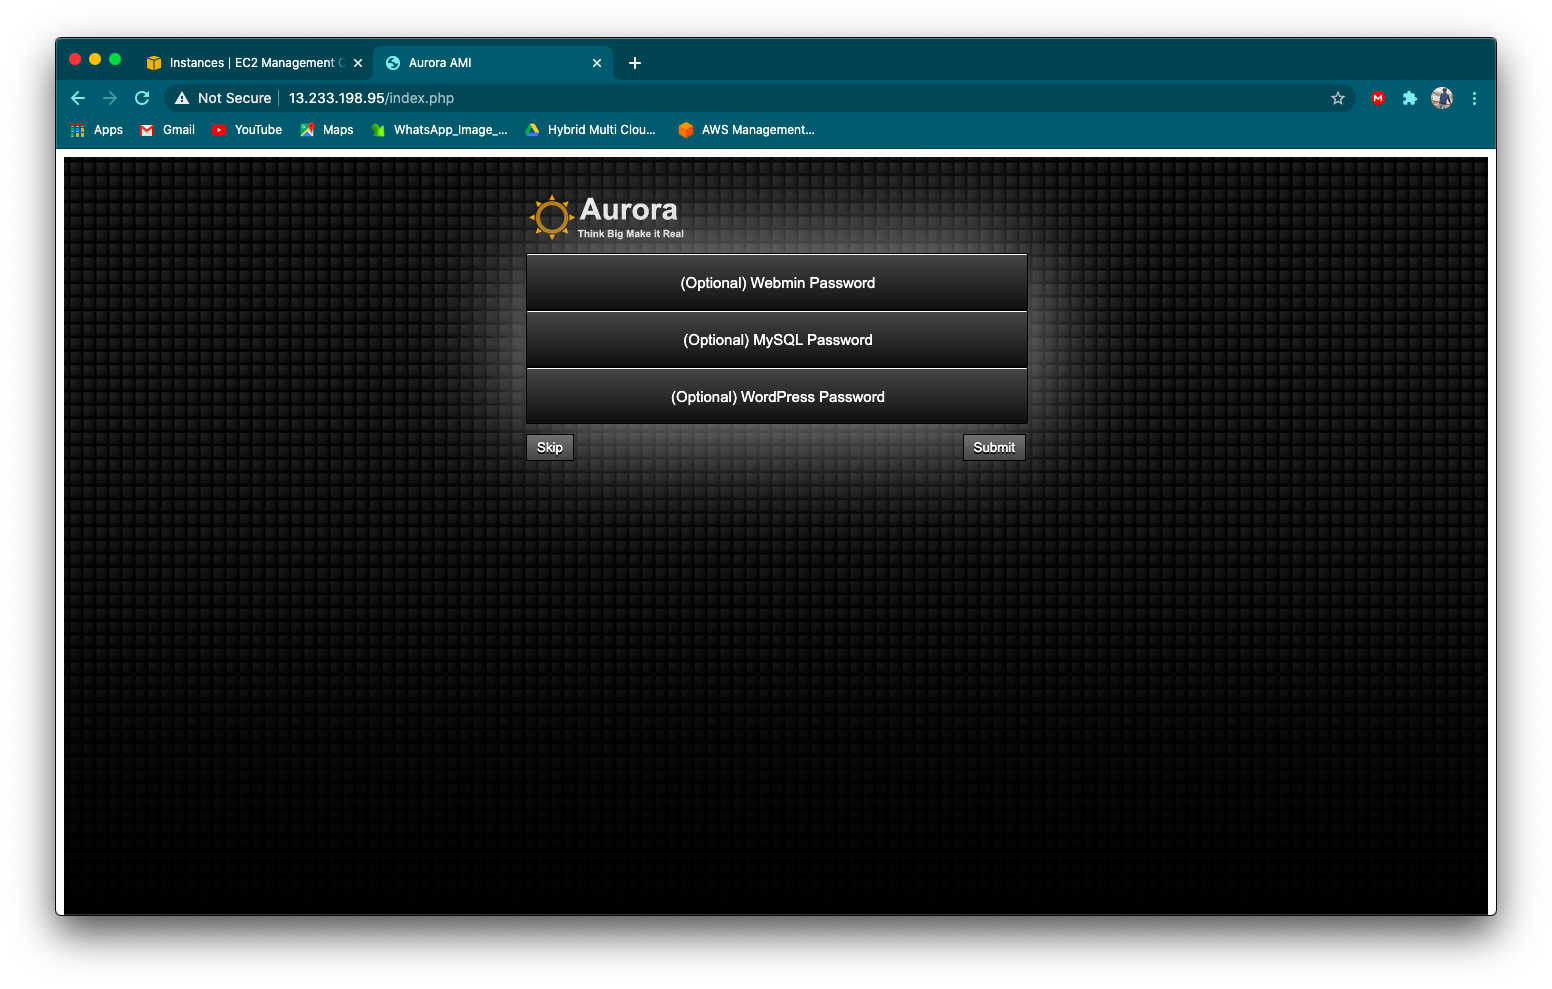 Instances | EC2 Management C
Aurora AMI
Not Secure 13.233.198.95/index.php
Apps Gmail YouTube Maps WhatsApp_Image_... Hybrid Multi Clou... AWS Management...
Aurora
Think Big Make it Real
(Optional) Webmin Password
(Optional) MySQL Password
(Optional) WordPress Password
Skip Submit